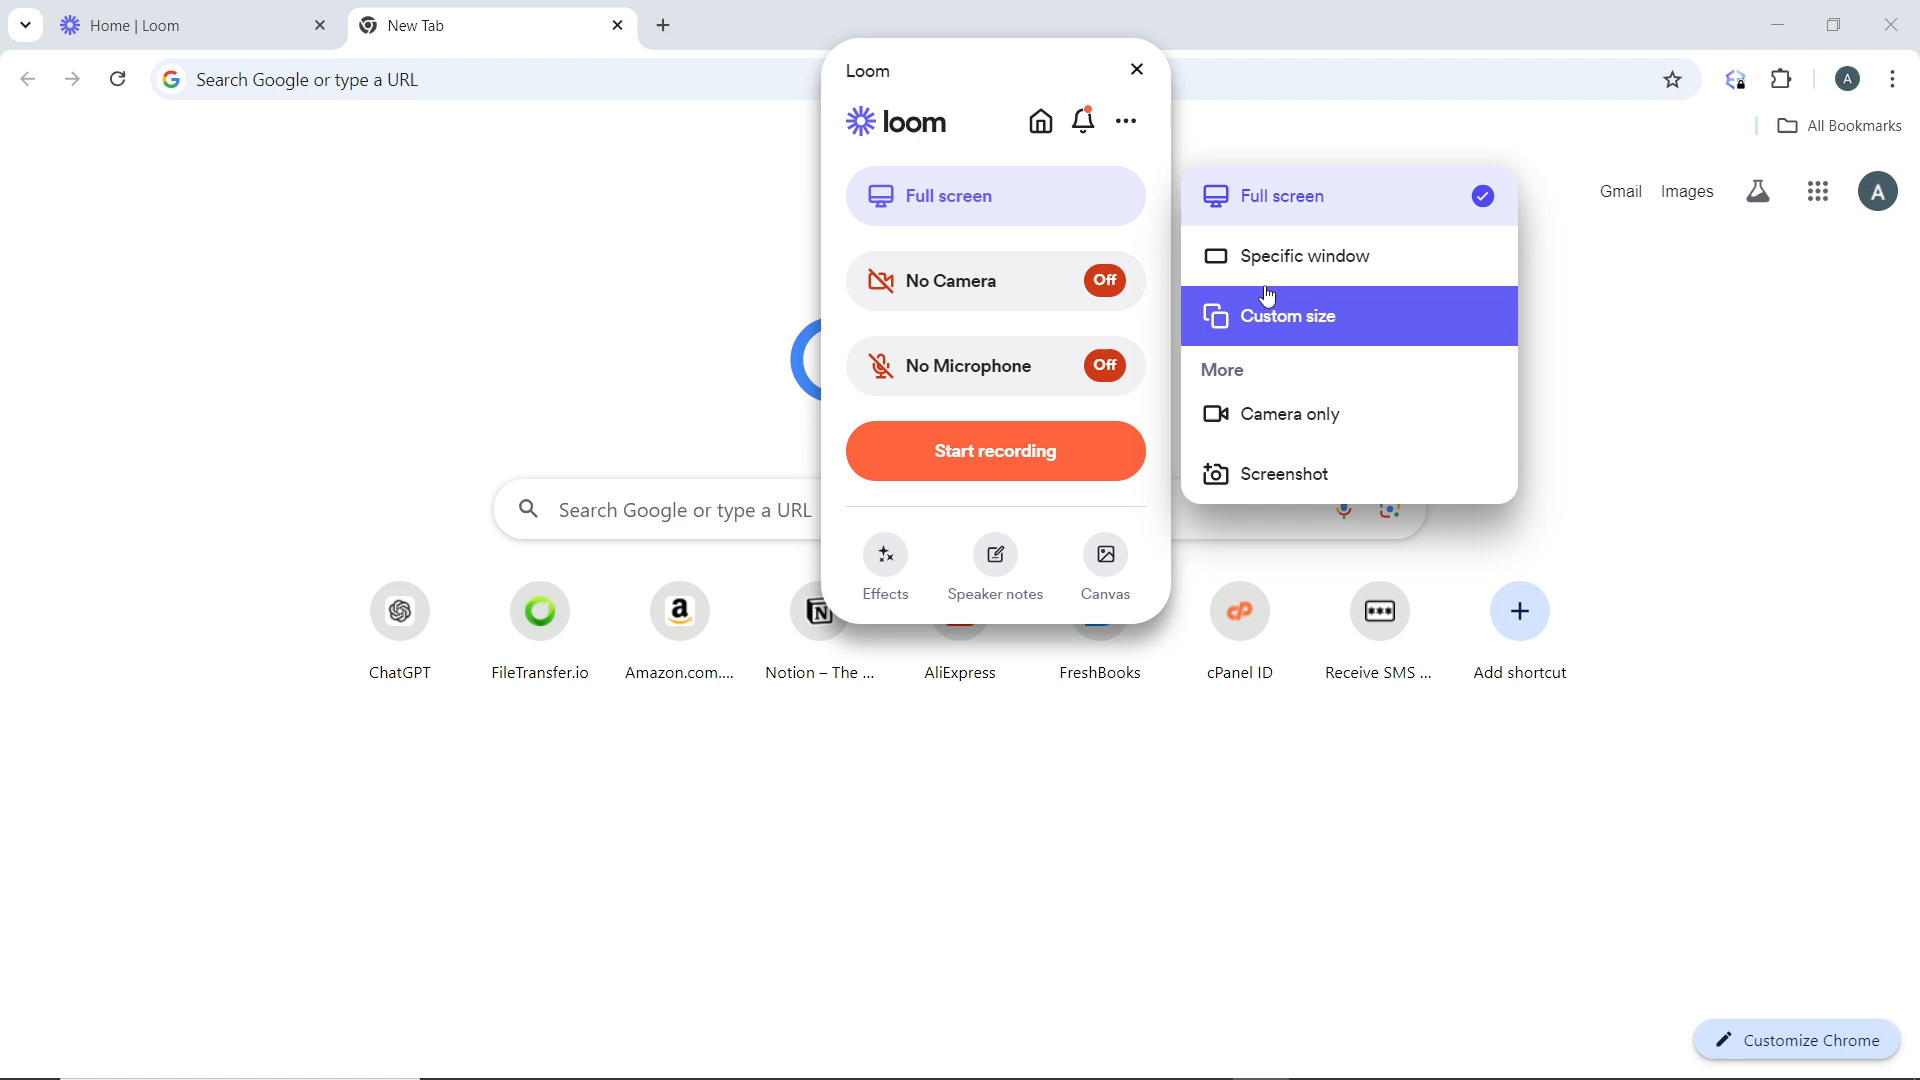 Home | Loom
New Tab
Search Google or type a URL
A
All Bookmarks
Gmail
Images
A
Loom
loom
Full screen
No Camera
Off
No Microphone
Off
Start recording
Effects
Speaker notes
Canvas
Full screen
Specific window
Custom size
More
Camera only
Screenshot
Search Google or type a URL
ChatGPT
FileTransfer.io
Amazon.com....
Notion – The ...
AliExpress
FreshBooks
cPanel ID
Receive SMS ...
Add shortcut
Customize Chrome